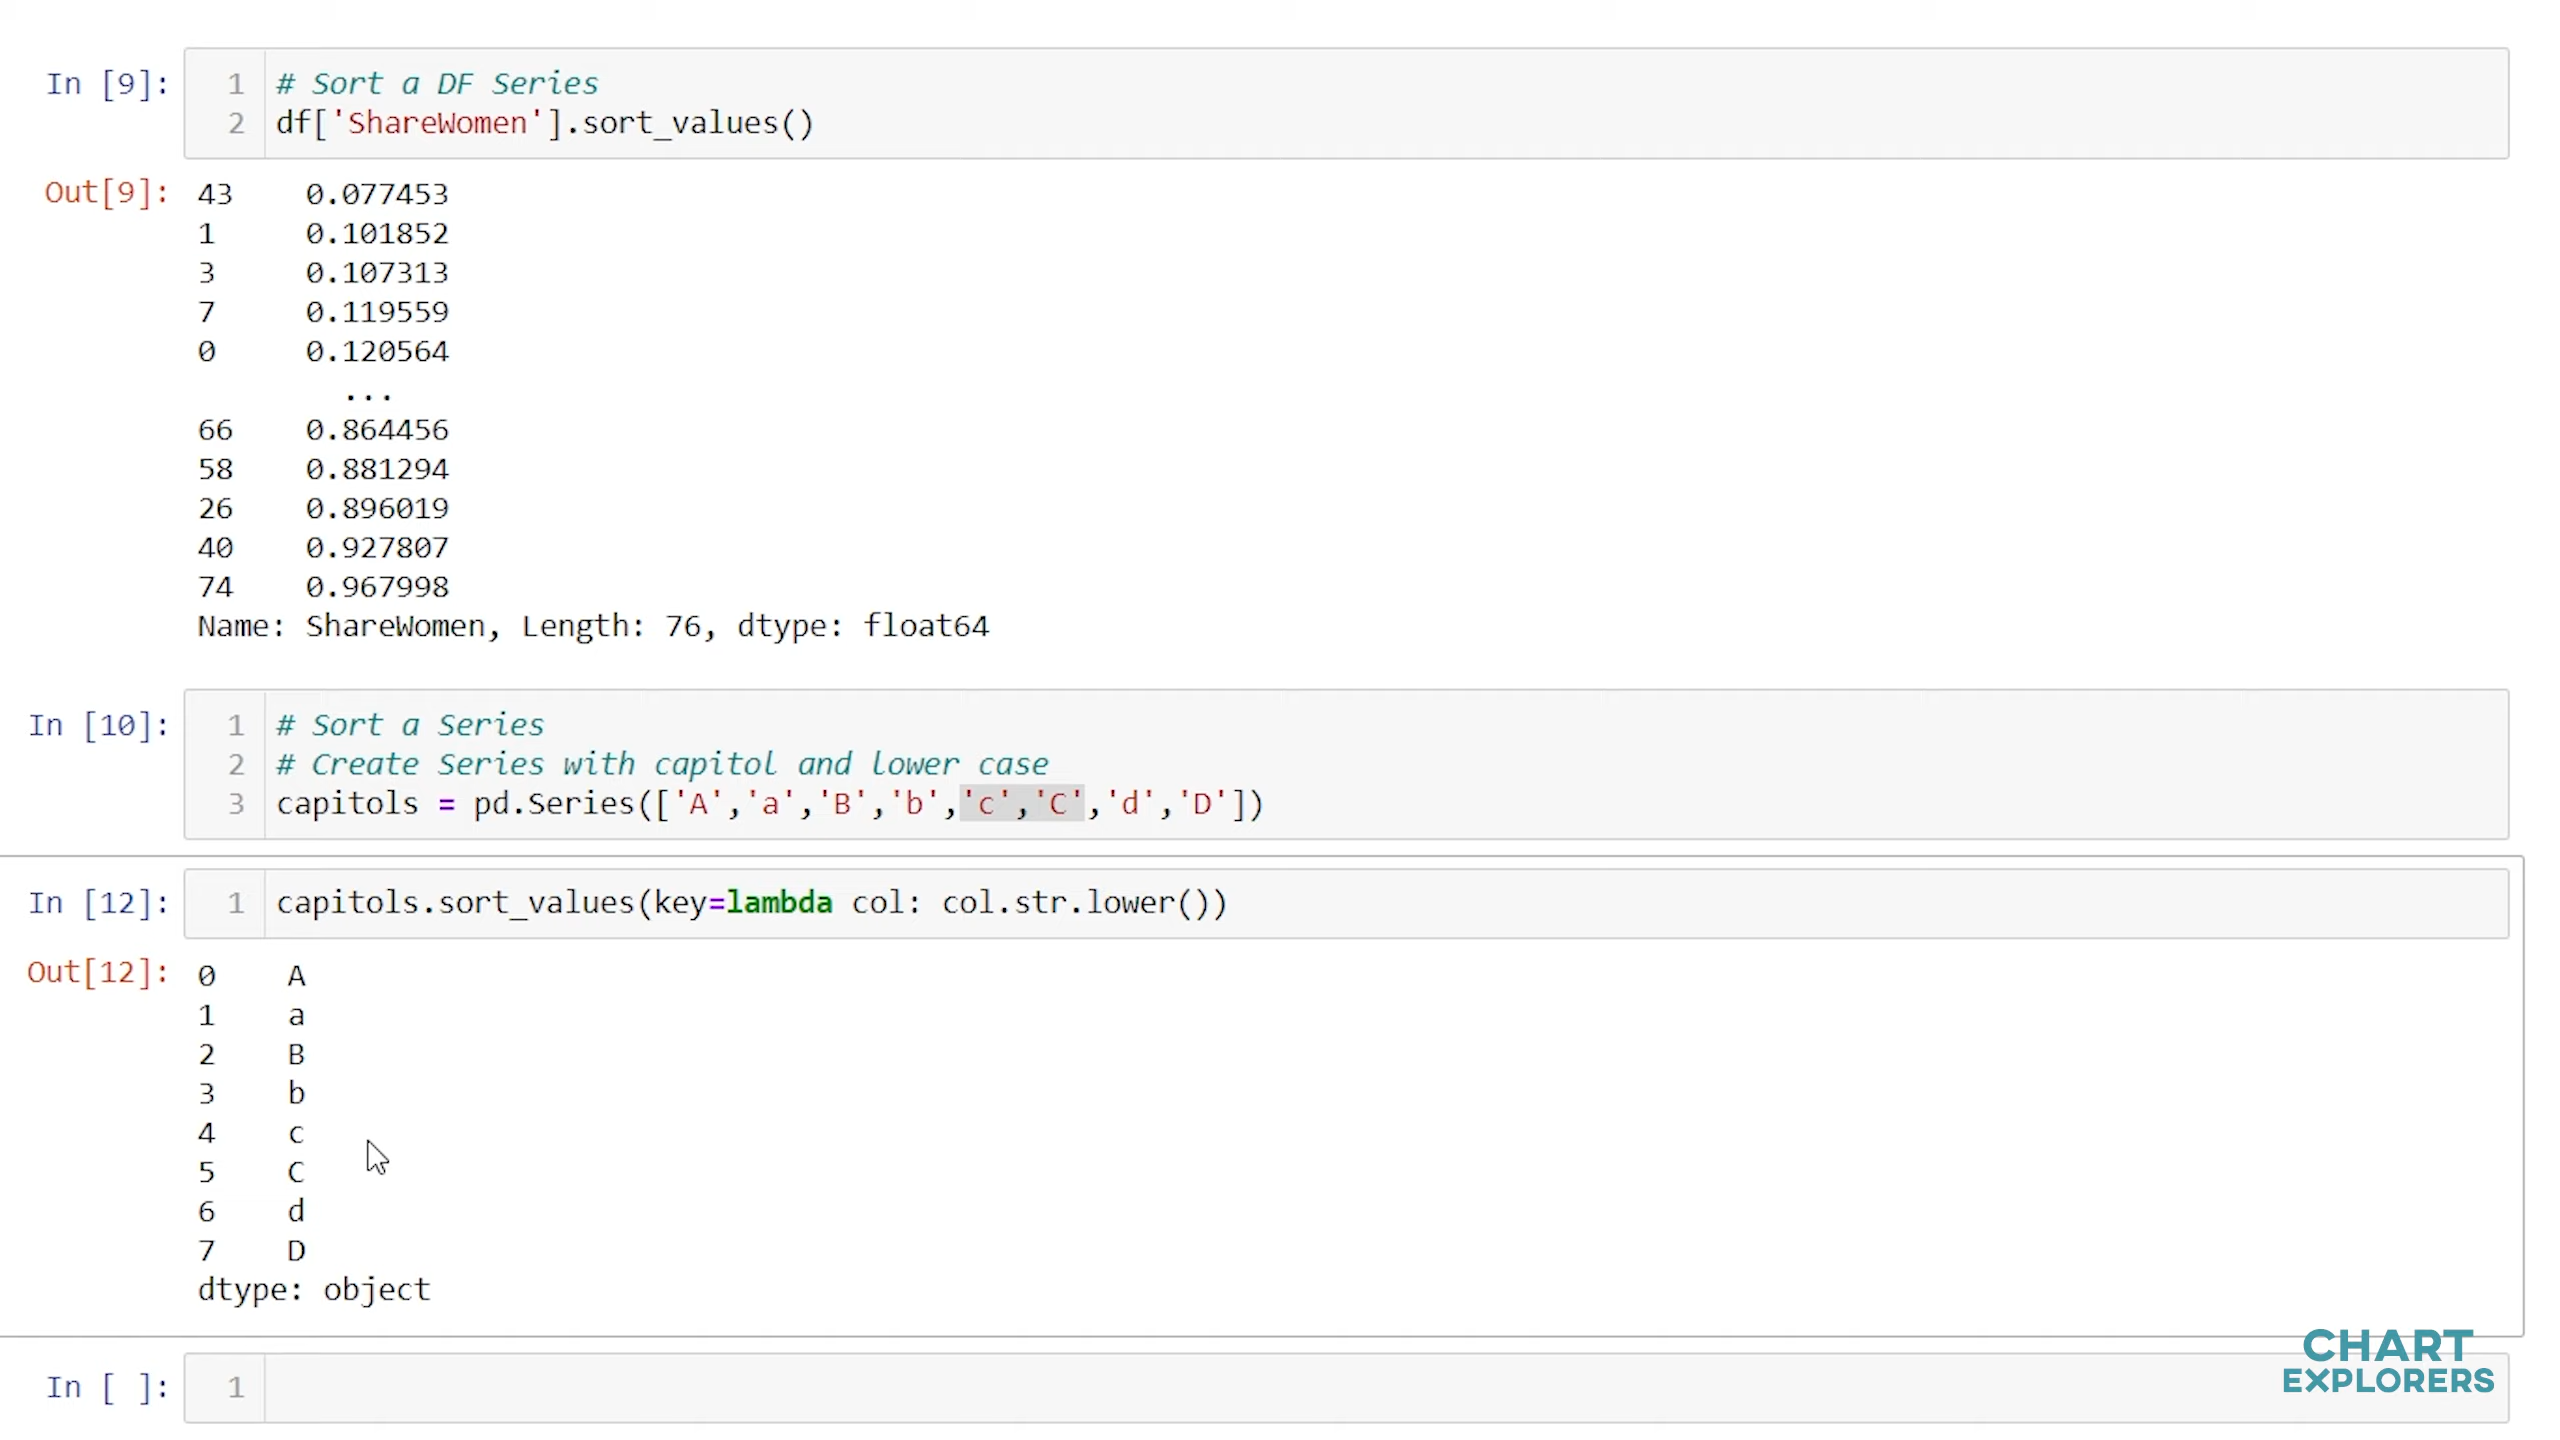 In [9]: 1 # Sort a DF Series
2 df['ShareWomen'].sort_values()
Out[9]: 43 0.077453
1 0.101852
3 0.107313
7 0.119559
0 0.120564
...
66 0.864456
58 0.881294
26 0.896019
40 0.927807
74 0.967998
Name: ShareWomen, Length: 76, dtype: float64
In [10]: 1 # Sort a Series
2 # Create Series with capitol and lower case
3 capitols = pd.Series(['A','a','B','b','c','C','d','D'])
In [12]: 1 capitols.sort_values(key=lambda col: col.str.lower())
Out[12]: 0 A
1 a
2 B
3 b
4 c
5 C
6 d
7 D
dtype: object
In [ ]: 1
CHART
EXPLORERS